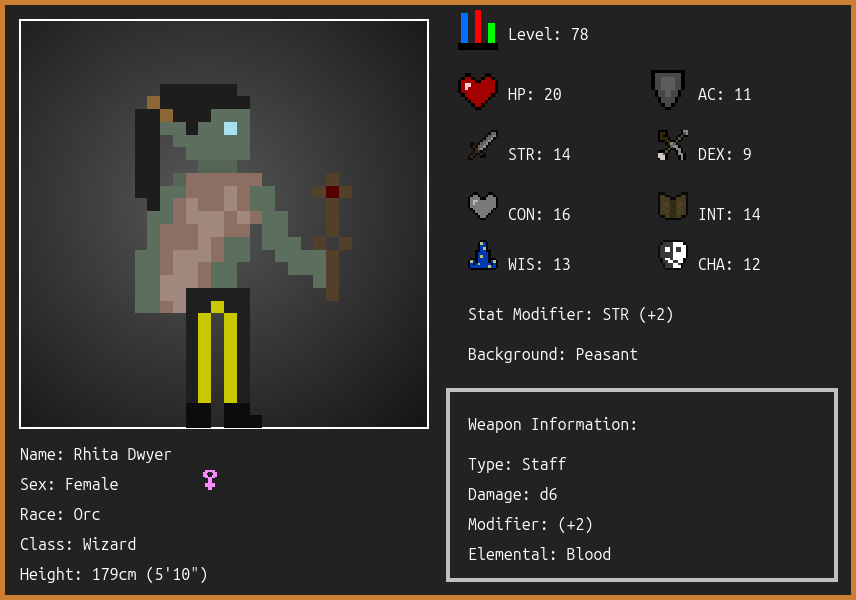 Level: 78
HP: 20
AC: 11
STR: 14
DEX: 9
CON: 16
INT: 14
WIS: 13
CHA: 12
Stat Modifier: STR (+2)
Background: Peasant
Weapon Information:
Type: Staff
Damage: d6
Modifier: (+2)
Elemental: Blood
Name: Rhita Dwyer
Sex: Female
Race: Orc
Class: Wizard
Height: 179cm (5'10")